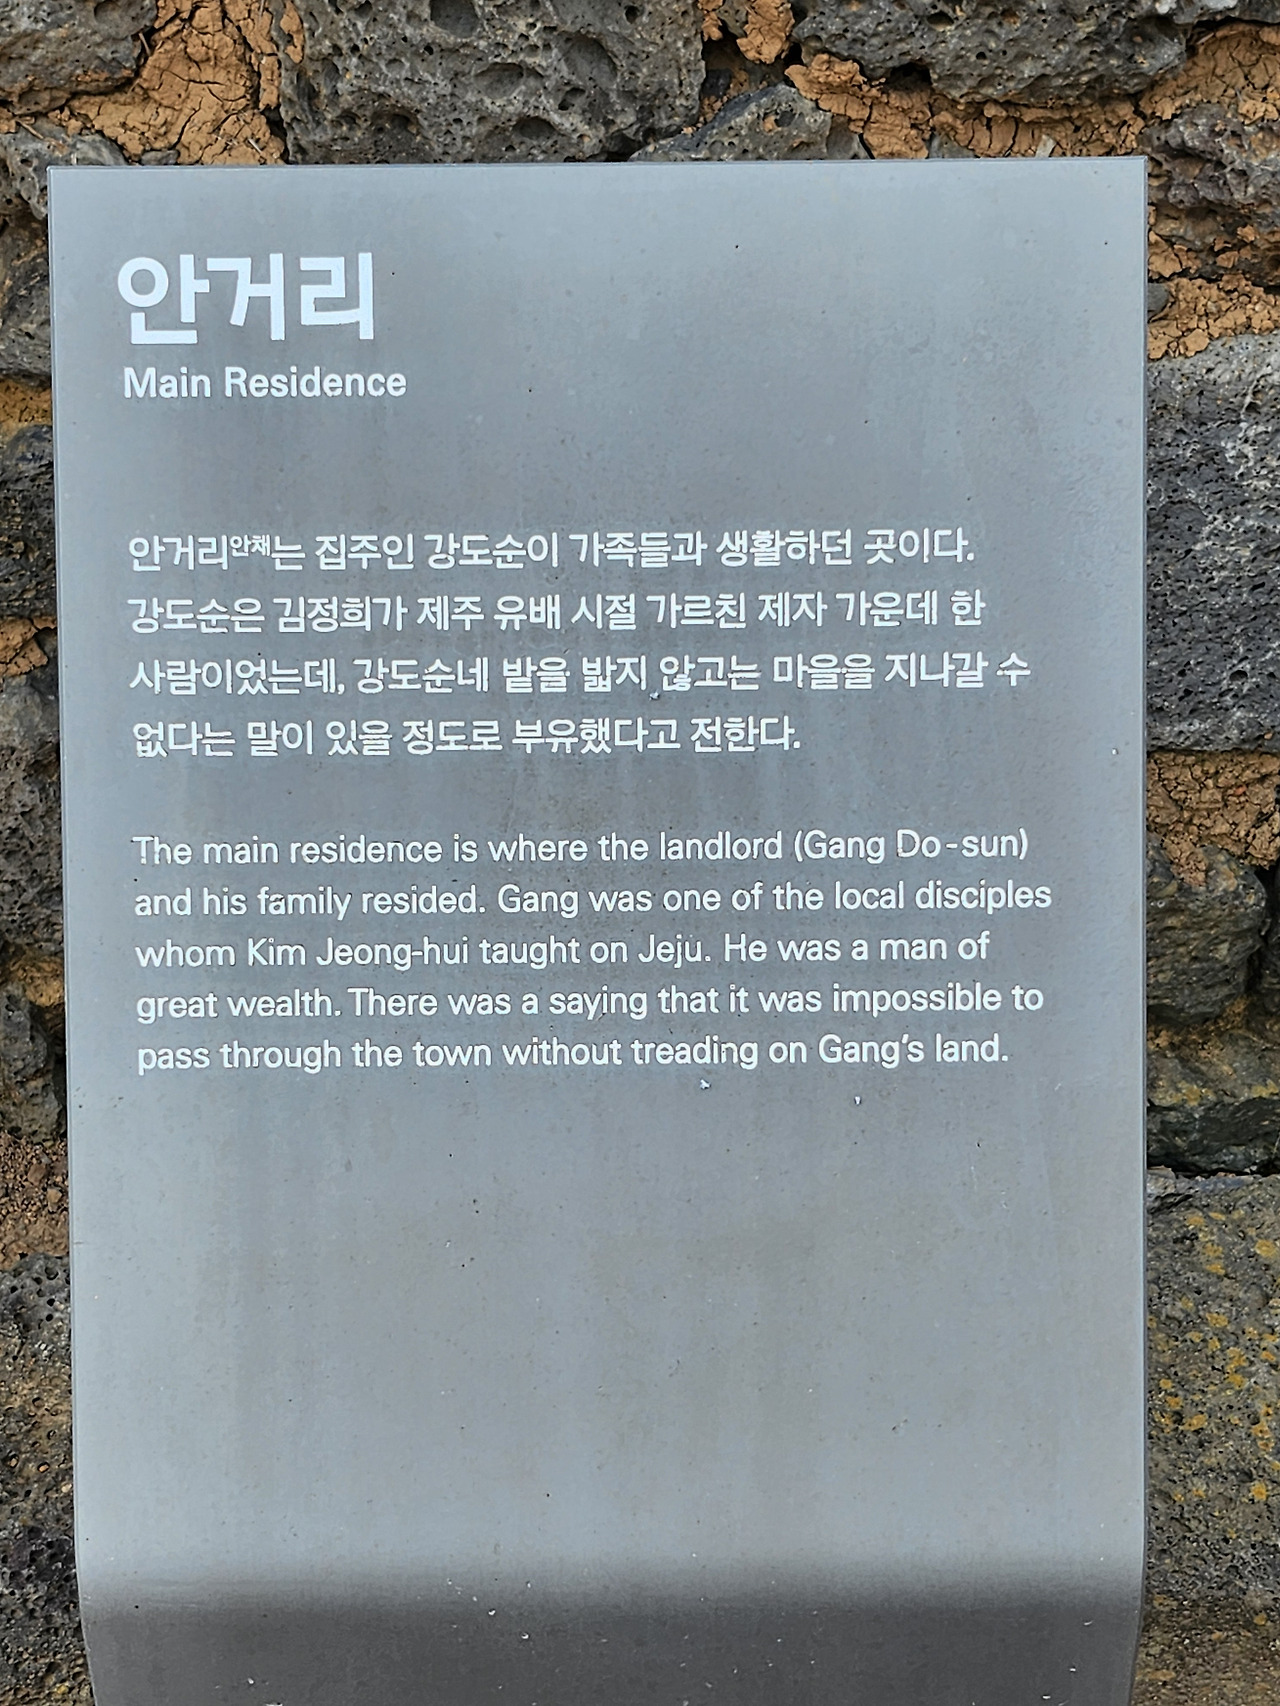 안거리
Main Residence
안거리안채는 집주인 강도순이 가족들과 생활하던 곳이다.
강도순은 김정희가 제주 유배 시절 가르친 제자 가운데 한
사람이었는데, 강도순네 밭을 밟지 않고는 마을을 지나갈 수
없다는 말이 있을 정도로 부유했다고 전한다.
The main residence is where the landlord (Gang Do-sun)
and his family resided. Gang was one of the local disciples
whom Kim Jeong-hui taught on Jeju. He was a man of
great wealth. There was a saying that it was impossible to
pass through the town without treading on Gang's land.